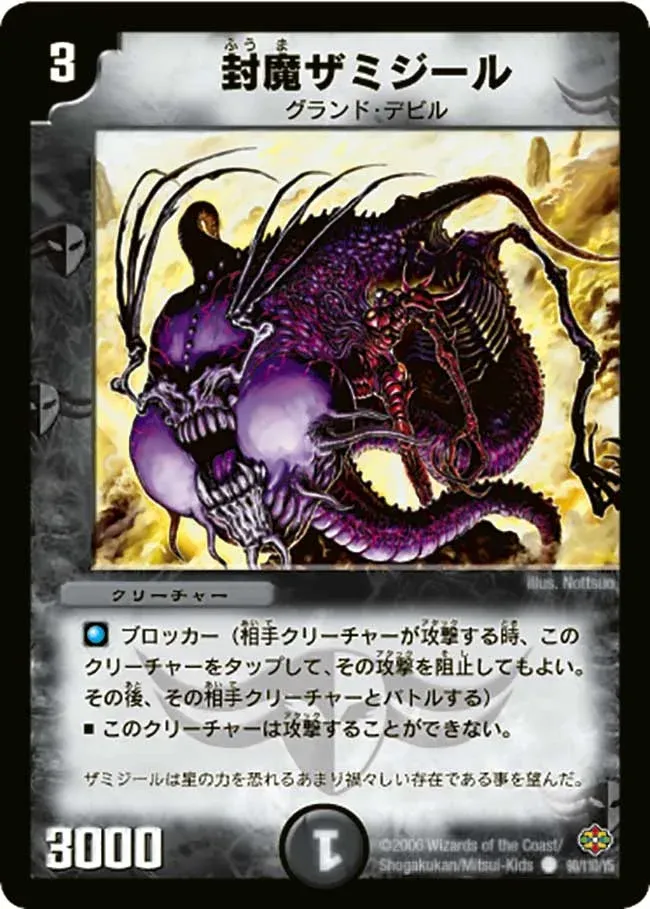 3
ふう ま
封魔ザミジール
グランド・デビル
illus. Nottsuo
クリーチャー
ブロッカー（相手クリーチャーが攻撃する時、この
クリーチャーをタップして、その攻撃を阻止してもよい。
その後、その相手クリーチャーとバトルする）
■ このクリーチャーは攻撃することができない。
ザミジールは星の力を恐れるあまり禍々しい存在である事を望んだ。
3000
1
©2006 Wizards of the Coast/
Shogakukan/Mitsui-Kids
90/110/Y5